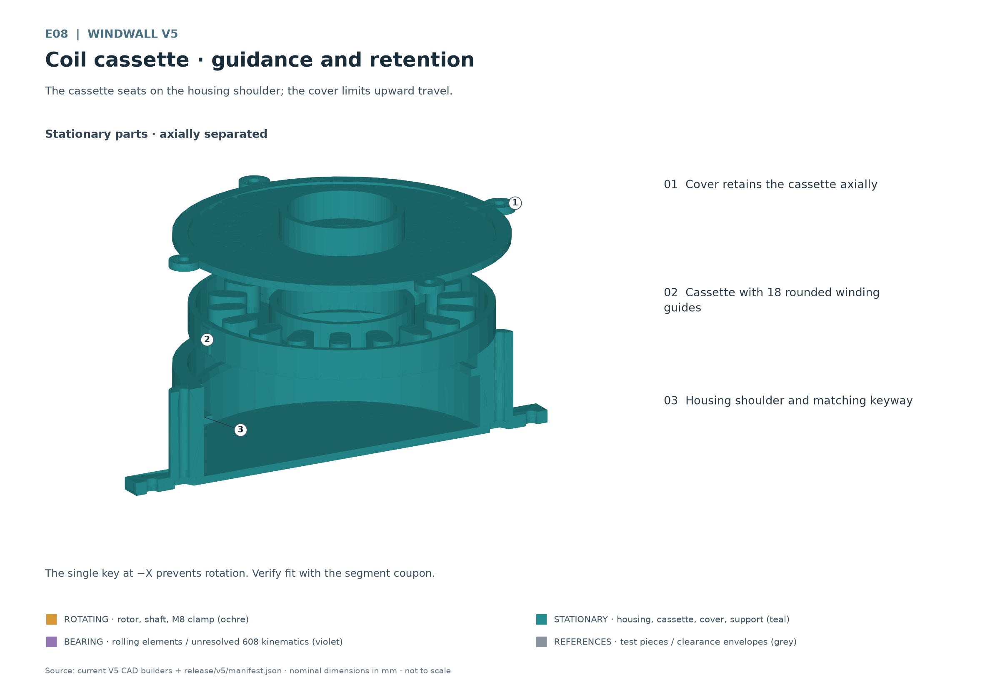 E08 | WINDWALL V5
Coil cassette · guidance and retention
The cassette seats on the housing shoulder; the cover limits upward travel.
Stationary parts · axially separated
1
01 Cover retains the cassette axially
2
02 Cassette with 18 rounded winding
guides
3
03 Housing shoulder and matching keyway
The single key at −X prevents rotation. Verify fit with the segment coupon.
ROTATING · rotor, shaft, M8 clamp (ochre)
STATIONARY · housing, cassette, cover, support (teal)
BEARING · rolling elements / unresolved 608 kinematics (violet)
REFERENCES · test pieces / clearance envelopes (grey)
Source: current V5 CAD builders + release/v5/manifest.json · nominal dimensions in mm · not to scale